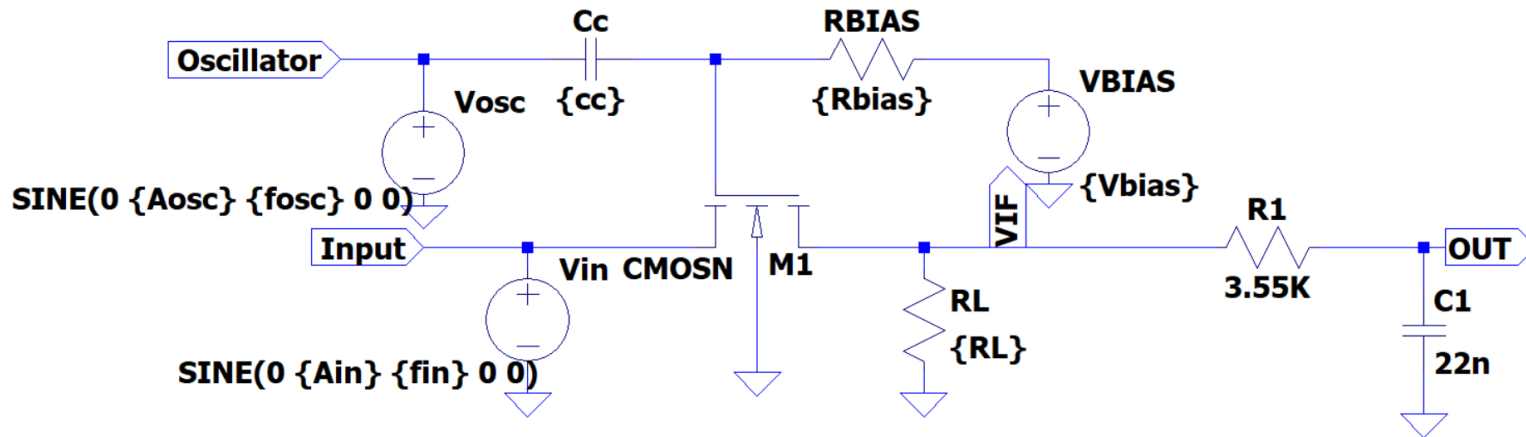 Cc
RBIAS
Oscillator
VBIAS
Vosc
{cc}
{Rbias}
SINE(0 {Aosc} {fosc} 0 0)
{Vbias}
VIF
R1
Input
OUT
Vin
CMOSN
M1
3.55K
RL
C1
{RL}
SINE(0 {Ain} {fin} 0 0)
22n